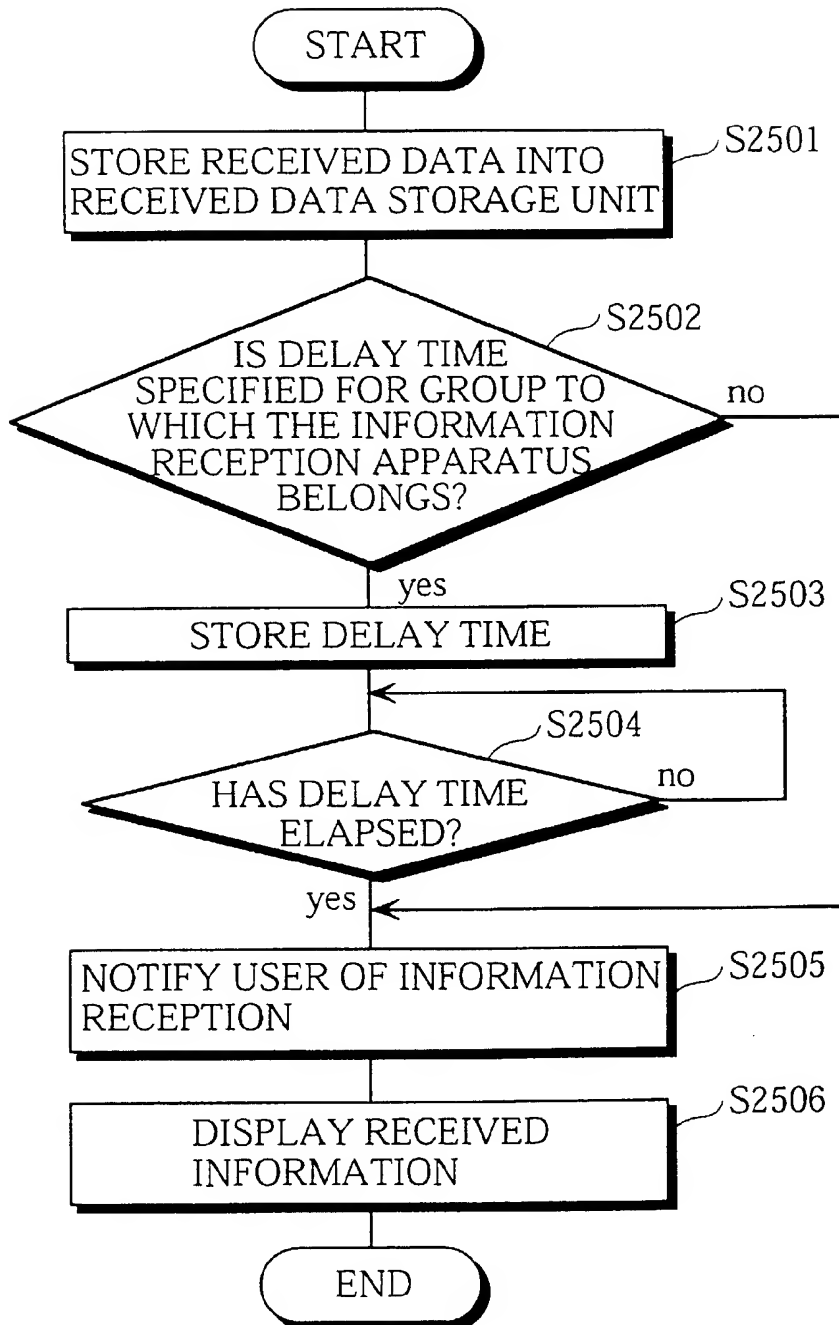 START
S2501
STORE RECEIVED DATA INTO
RECEIVED DATA STORAGE UNIT
S2502
IS DELAY TIME
SPECIFIED FOR GROUP TO
WHICH THE INFORMATION
RECEPTION APPARATUS
BELONGS?
no
yes
S2503
STORE DELAY TIME
S2504
HAS DELAY TIME
ELAPSED?
no
yes
NOTIFY USER OF INFORMATION
RECEPTION
S2505
S2506
DISPLAY RECEIVED
INFORMATION
END